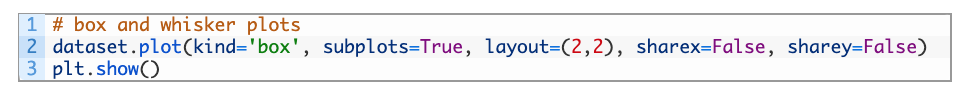 1 # box and whisker plots
2 dataset.plot(kind='box', subplots=True, layout=(2,2), sharex=False, sharey=False)
3 plt.show()